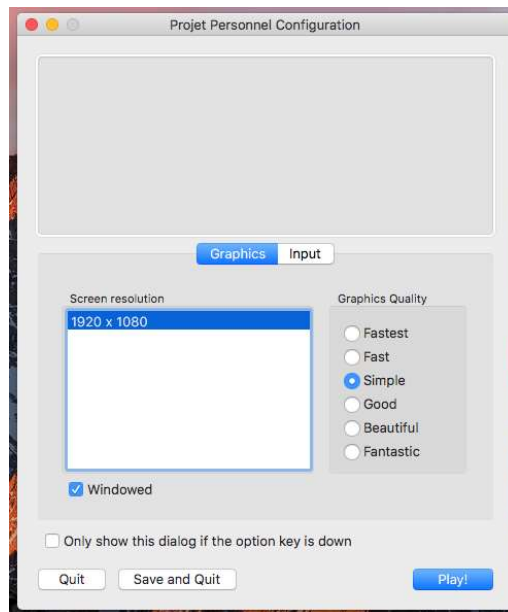 Projet Personnel Configuration
Graphics Input
Screen resolution Graphics Quality
1920 x 1080
Fastest
Fast
Simple
Good
Beautiful
Fantastic
Windowed
Only show this dialog if the option key is down
Quit Save and Quit Play!